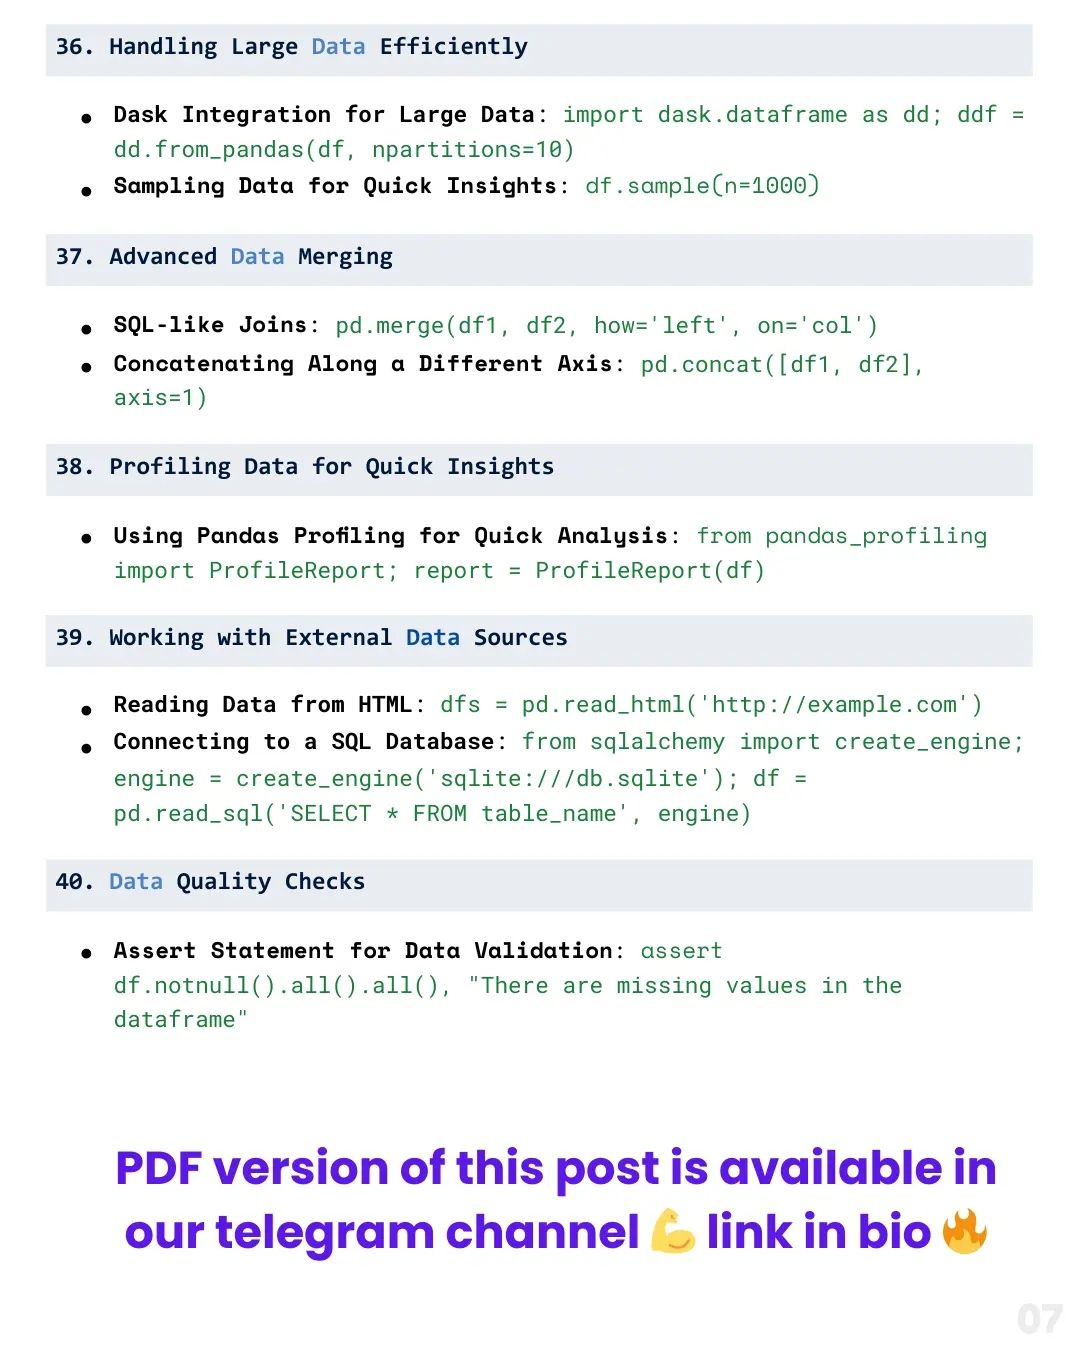 36. Handling Large Data Efficiently
● Dask Integration for Large Data: import dask.dataframe as dd; ddf =
dd.from_pandas(df, npartitions=10)
● Sampling Data for Quick Insights: df.sample(n=1000)
37. Advanced Data Merging
● SQL-like Joins: pd.merge(df1, df2, how='left', on='col')
● Concatenating Along a Different Axis: pd.concat([df1, df2],
axis=1)
38. Profiling Data for Quick Insights
● Using Pandas Profiling for Quick Analysis: from pandas_profiling
import ProfileReport; report = ProfileReport(df)
39. Working with External Data Sources
● Reading Data from HTML: dfs = pd.read_html('http://example.com')
● Connecting to a SQL Database: from sqlalchemy import create_engine;
engine = create_engine('sqlite:///db.sqlite'); df =
pd.read_sql('SELECT * FROM table_name', engine)
40. Data Quality Checks
● Assert Statement for Data Validation: assert
df.notnull().all().all(), "There are missing values in the
dataframe"
PDF version of this post is available in
our telegram channel 💪 link in bio 🔥
07